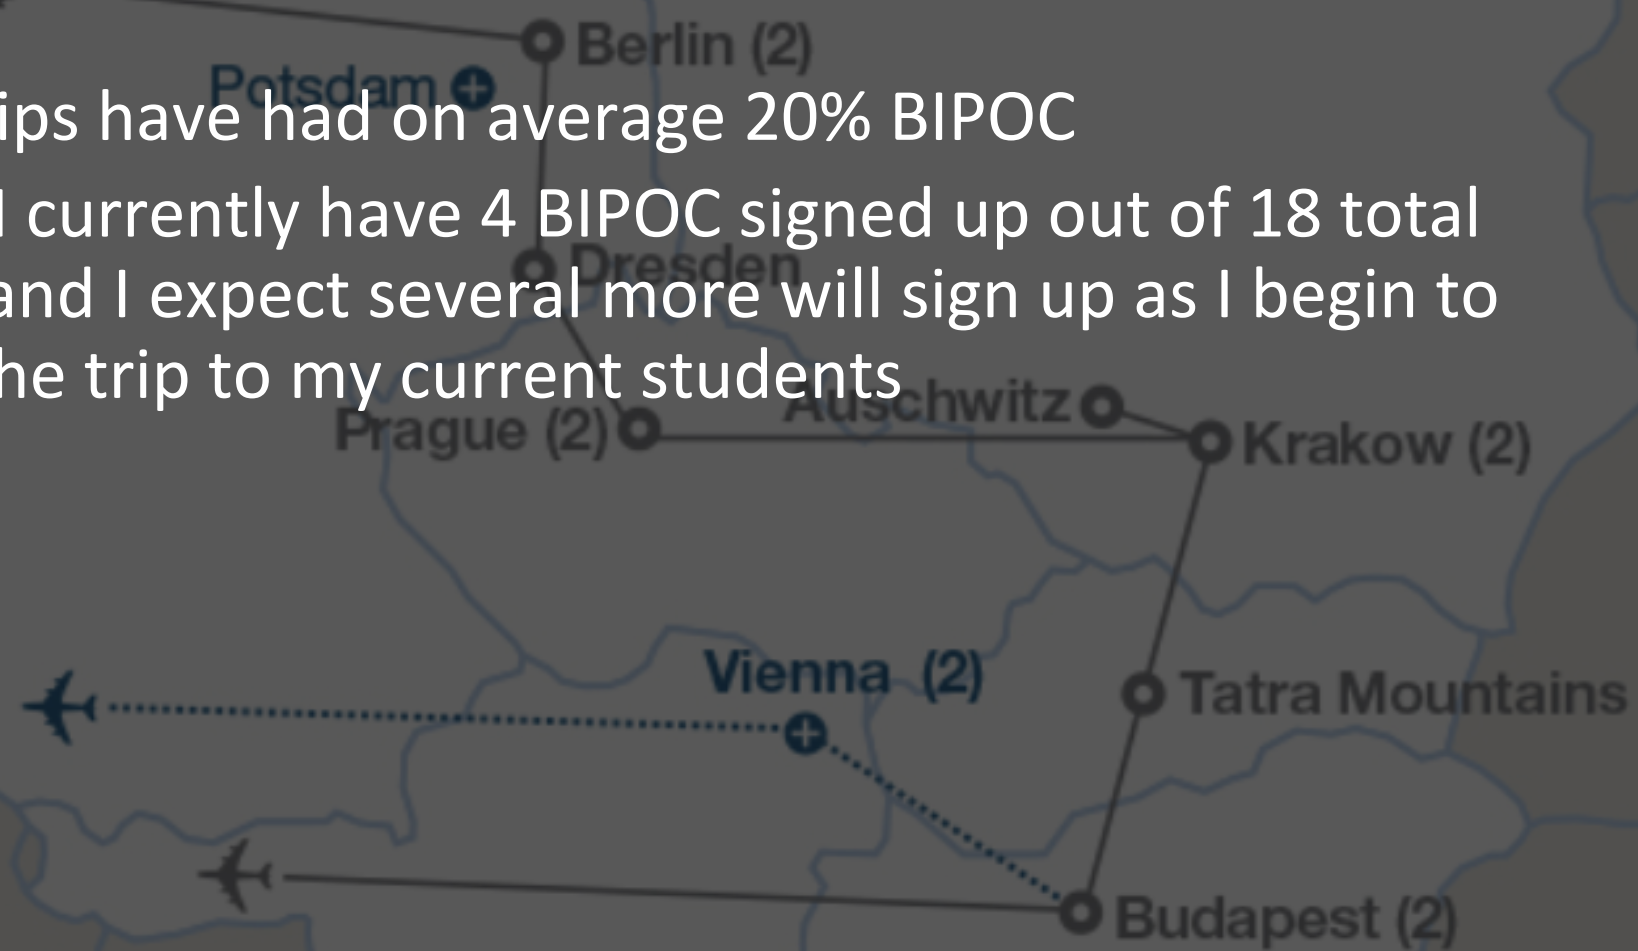 Berlin (2)
Potsdam
ips have had on average 20% BIPOC
I currently have 4 BIPOC signed up out of 18 total
and I expect several more will sign up as I begin to
he trip to my current students
Dresden
Auschwitz
Prague (2)
Krakow (2)
Vienna (2)
Tatra Mountains
Budapest (2)